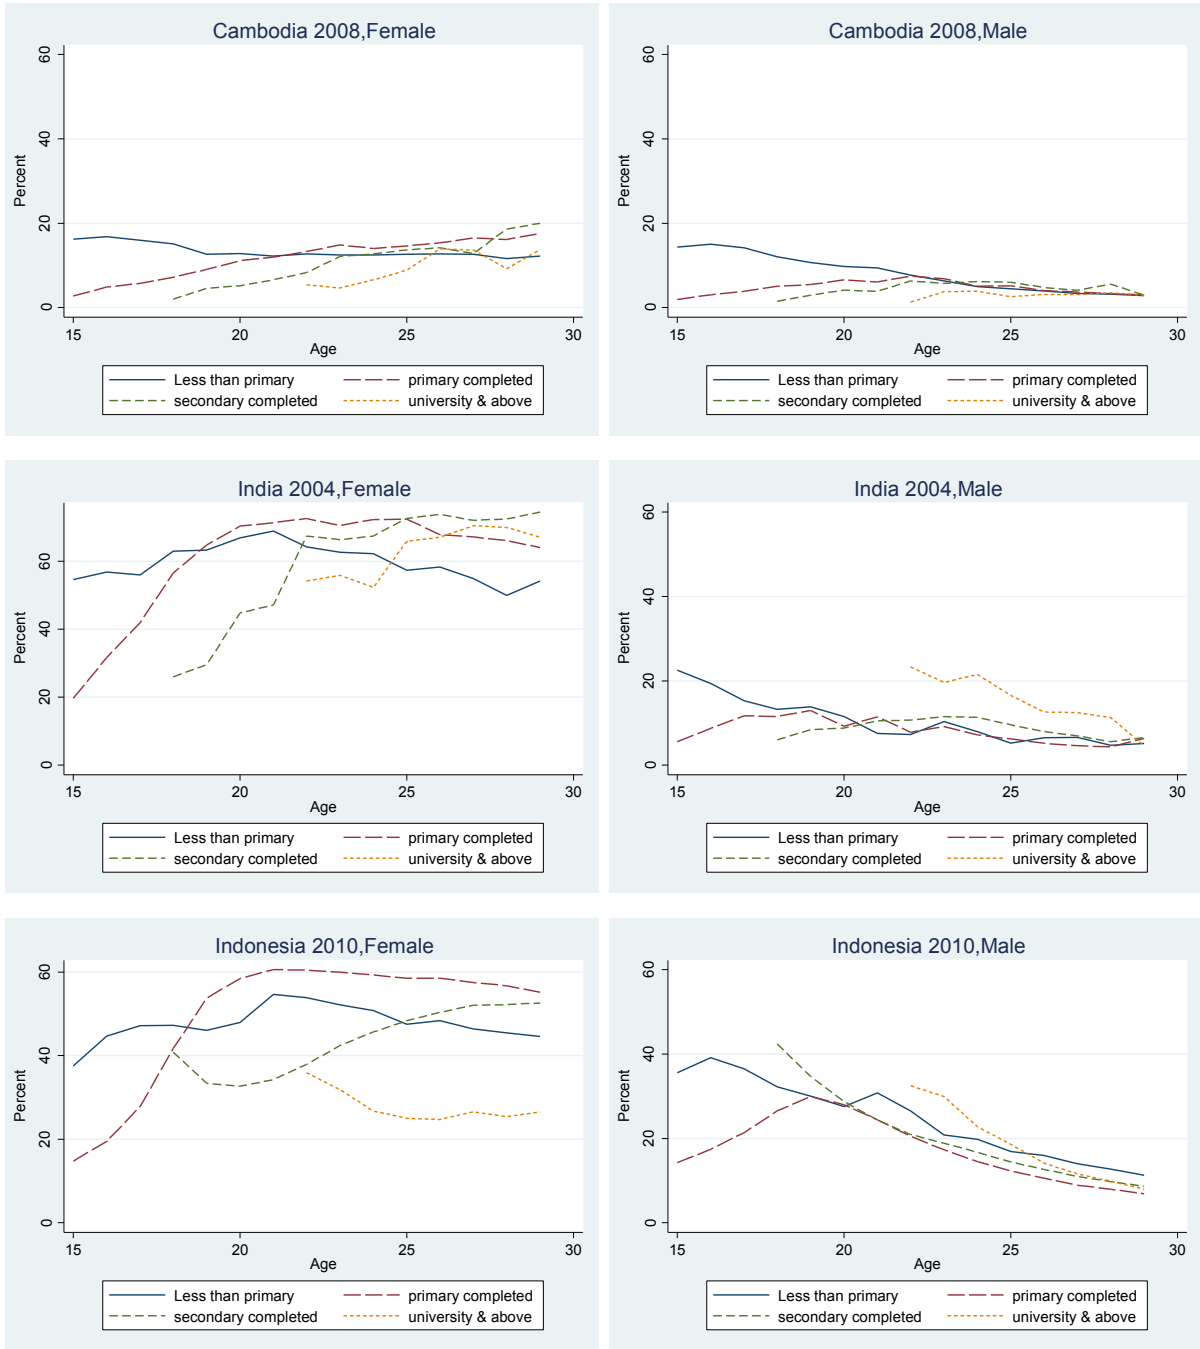 Cambodia 2008,Female
60
40
20
0
Percent
15 20 25 30
Age
Less than primary primary completed
secondary completed university & above
Cambodia 2008,Male
60
40
20
0
Percent
15 20 25 30
Age
Less than primary primary completed
secondary completed university & above
India 2004,Female
60
40
20
0
Percent
15 20 25 30
Age
Less than primary primary completed
secondary completed university & above
India 2004,Male
60
40
20
0
Percent
15 20 25 30
Age
Less than primary primary completed
secondary completed university & above
Indonesia 2010,Female
60
40
20
0
Percent
15 20 25 30
Age
Less than primary primary completed
secondary completed university & above
Indonesia 2010,Male
60
40
20
0
Percent
15 20 25 30
Age
Less than primary primary completed
secondary completed university & above